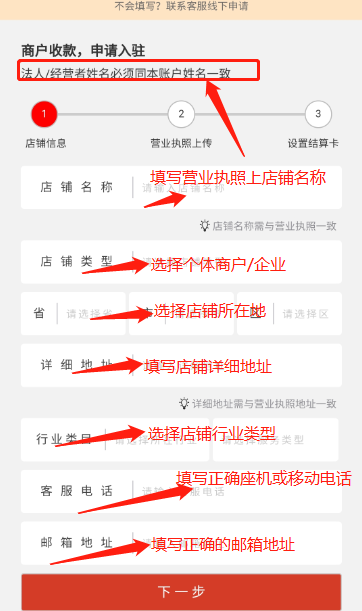 不会填写？联系客服线下申请
商户收款，申请入驻
法人/经营者姓名必须同本账户姓名一致
1 2 3
店铺信息 营业执照上传 设置结算卡
填写营业执照上店铺名称
店铺名称 请输入店铺名称
店铺名称需与营业执照一致
店铺类型 选择个体商户/企业
省 请选择省 选择店铺所在地 请选择区
详细地址 填写店铺详细地址
详细地址需与营业执照地址一致
行业类目 选择店铺行业类型
填写正确座机或移动电话
客服电话
邮箱地址 填写正确的邮箱地址
下一步